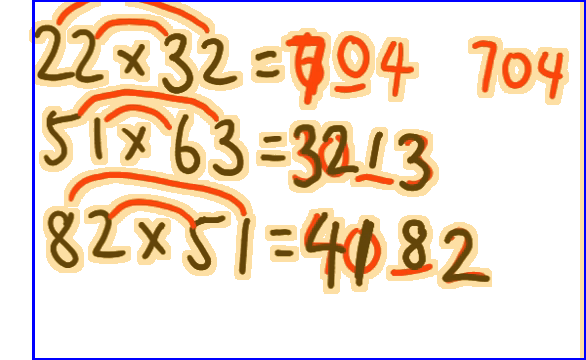 22 × 32 = 704 704
51 × 63 = 3213
82 × 51 = 4182